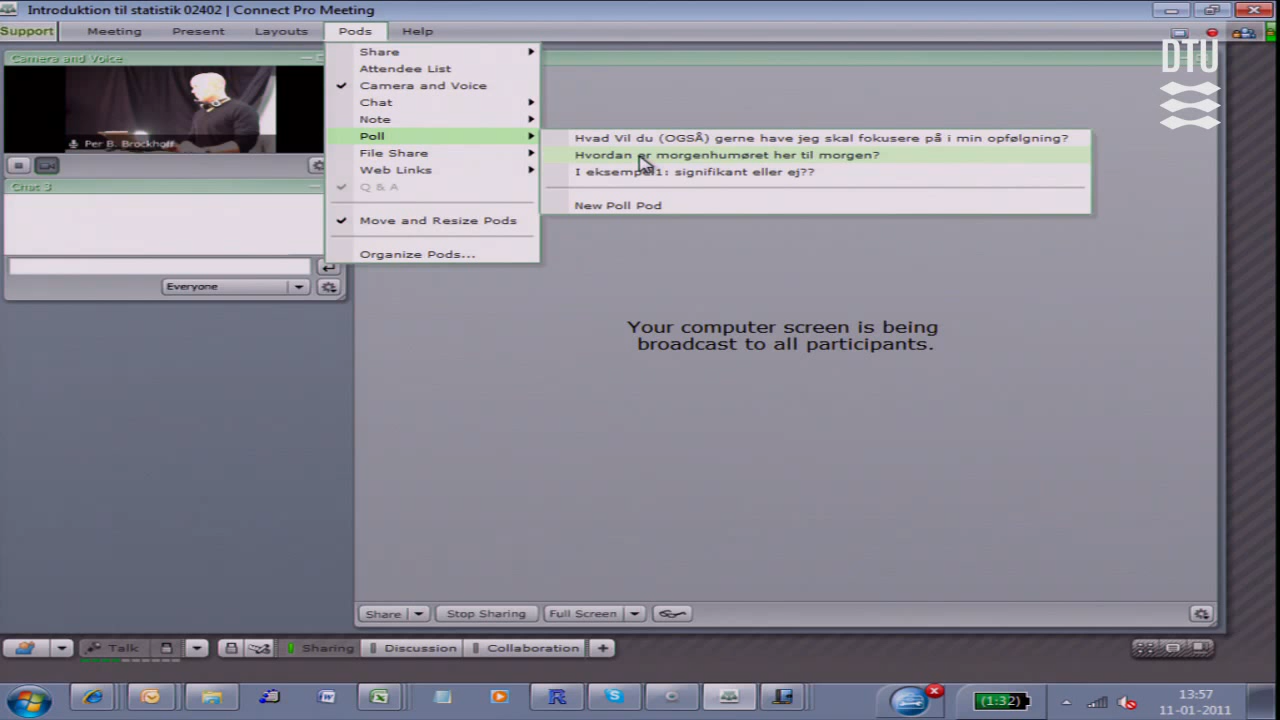 Introduktion til statistik 02402 | Connect Pro Meeting
Support Meeting Present Layouts Pods Help
DTU
Camera and Voice
Per B. Brockhoff
Chat 3
Everyone
Share
Attendee List
Camera and Voice
Chat
Note
Poll
File Share
Web Links
Q & A
Move and Resize Pods
Organize Pods...
Hvad Vil du (OGSÅ) gerne have jeg skal fokusere på i min opfølgning?
Hvordan er morgenhumøret her til morgen?
I eksempel 1: signifikant eller ej??
New Poll Pod
Your computer screen is being
broadcast to all participants.
Share Stop Sharing Full Screen
Talk Sharing Discussion Collaboration +
(1:32)
13:57
11-01-2011